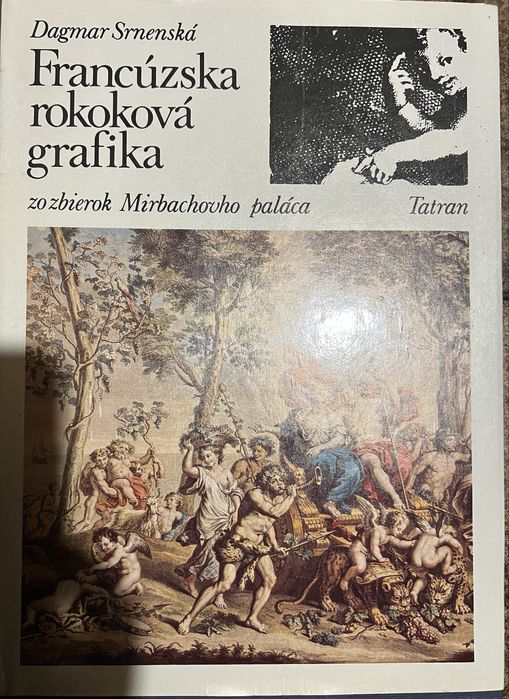 Dagmar Srnenská
Francúzska
rokoková
grafika
zo zbierok Mirbachovho paláca
Tatran